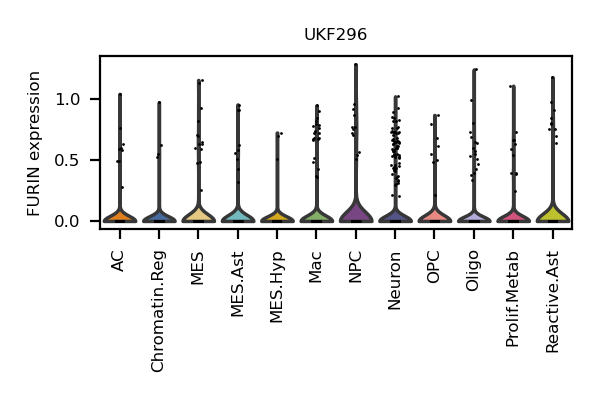 UKF296
FURIN expression
1.0
0.5
0.0
AC
Chromatin.Reg
MES
MES.Ast
MES.Hyp
Mac
NPC
Neuron
OPC
Oligo
Prolif.Metab
Reactive.Ast